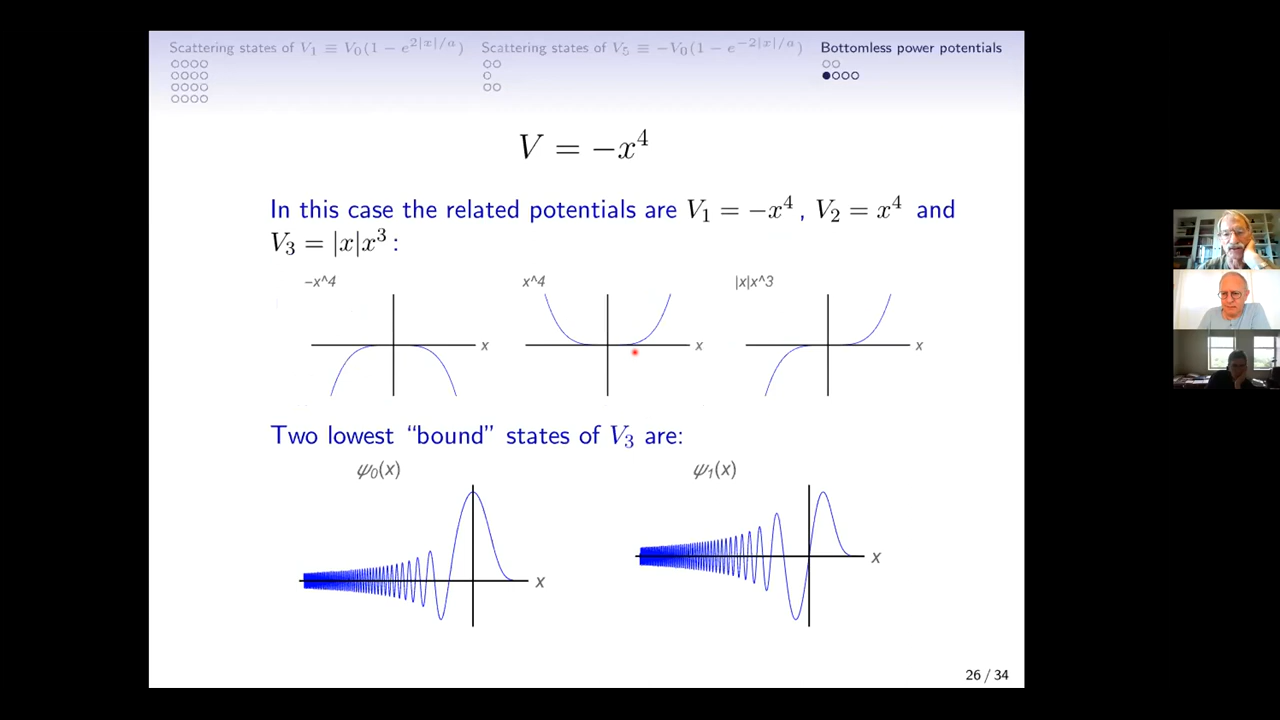 Scattering states of V₁ ≡ V₀(1 − e^{2|x|/a})
Scattering states of V₅ ≡ −V₀(1 − e^{−2|x|/a})
Bottomless power potentials
V = −x⁴
In this case the related potentials are V₁ = −x⁴, V₂ = x⁴ and
V₃ = |x|x³:
−x^4
x^4
|x|x^3
x
x
x
Two lowest “bound” states of V₃ are:
ψ₀(x)
ψ₁(x)
x
x
26 / 34